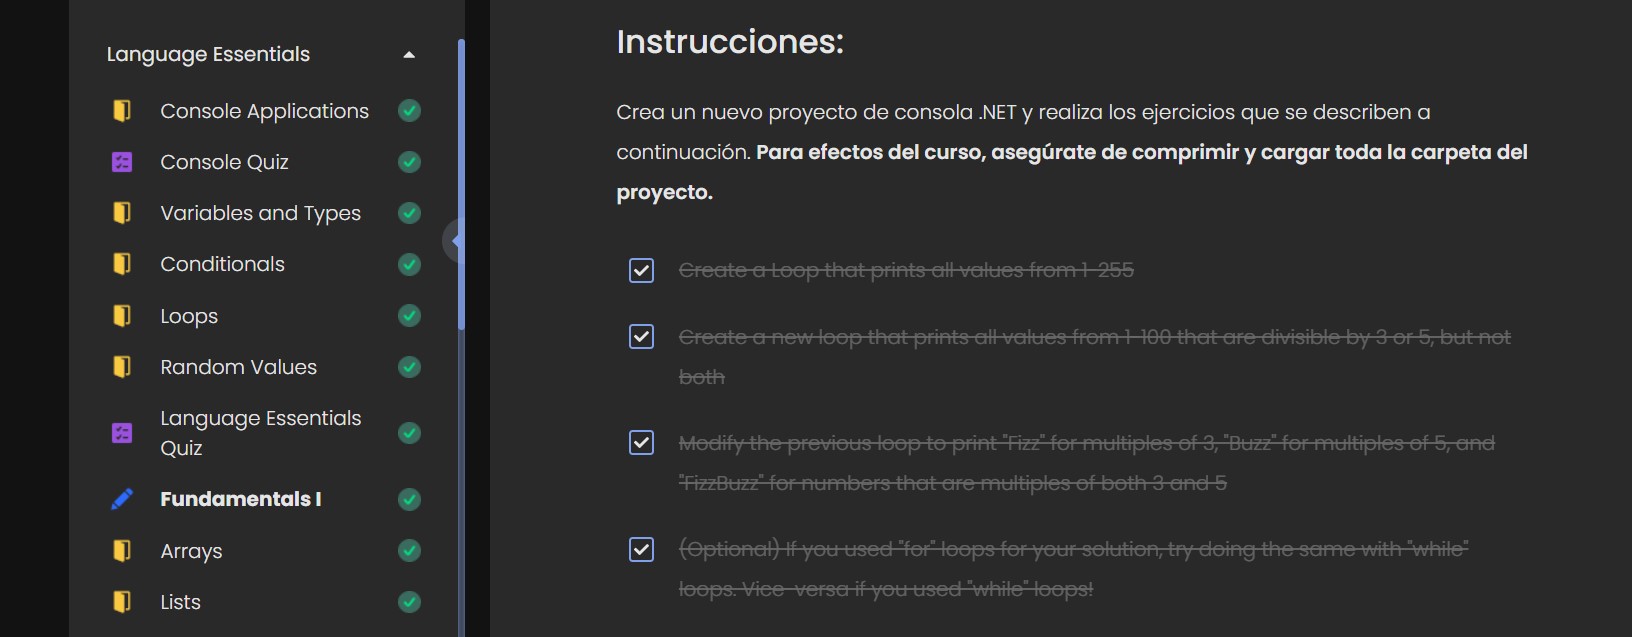 Language Essentials
Console Applications
Console Quiz
Variables and Types
Conditionals
Loops
Random Values
Language Essentials
Quiz
Fundamentals I
Arrays
Lists
Instrucciones:
Crea un nuevo proyecto de consola .NET y realiza los ejercicios que se describen a
continuación. Para efectos del curso, asegúrate de comprimir y cargar toda la carpeta del
proyecto.
Create a Loop that prints all values from 1-255
Create a new loop that prints all values from 1-100 that are divisible by 3 or 5, but not
both
Modify the previous loop to print "Fizz" for multiples of 3, "Buzz" for multiples of 5, and
"FizzBuzz" for numbers that are multiples of both 3 and 5
(Optional) If you used "for" loops for your solution, try doing the same with "while"
loops. Vice-versa if you used "while" loops!